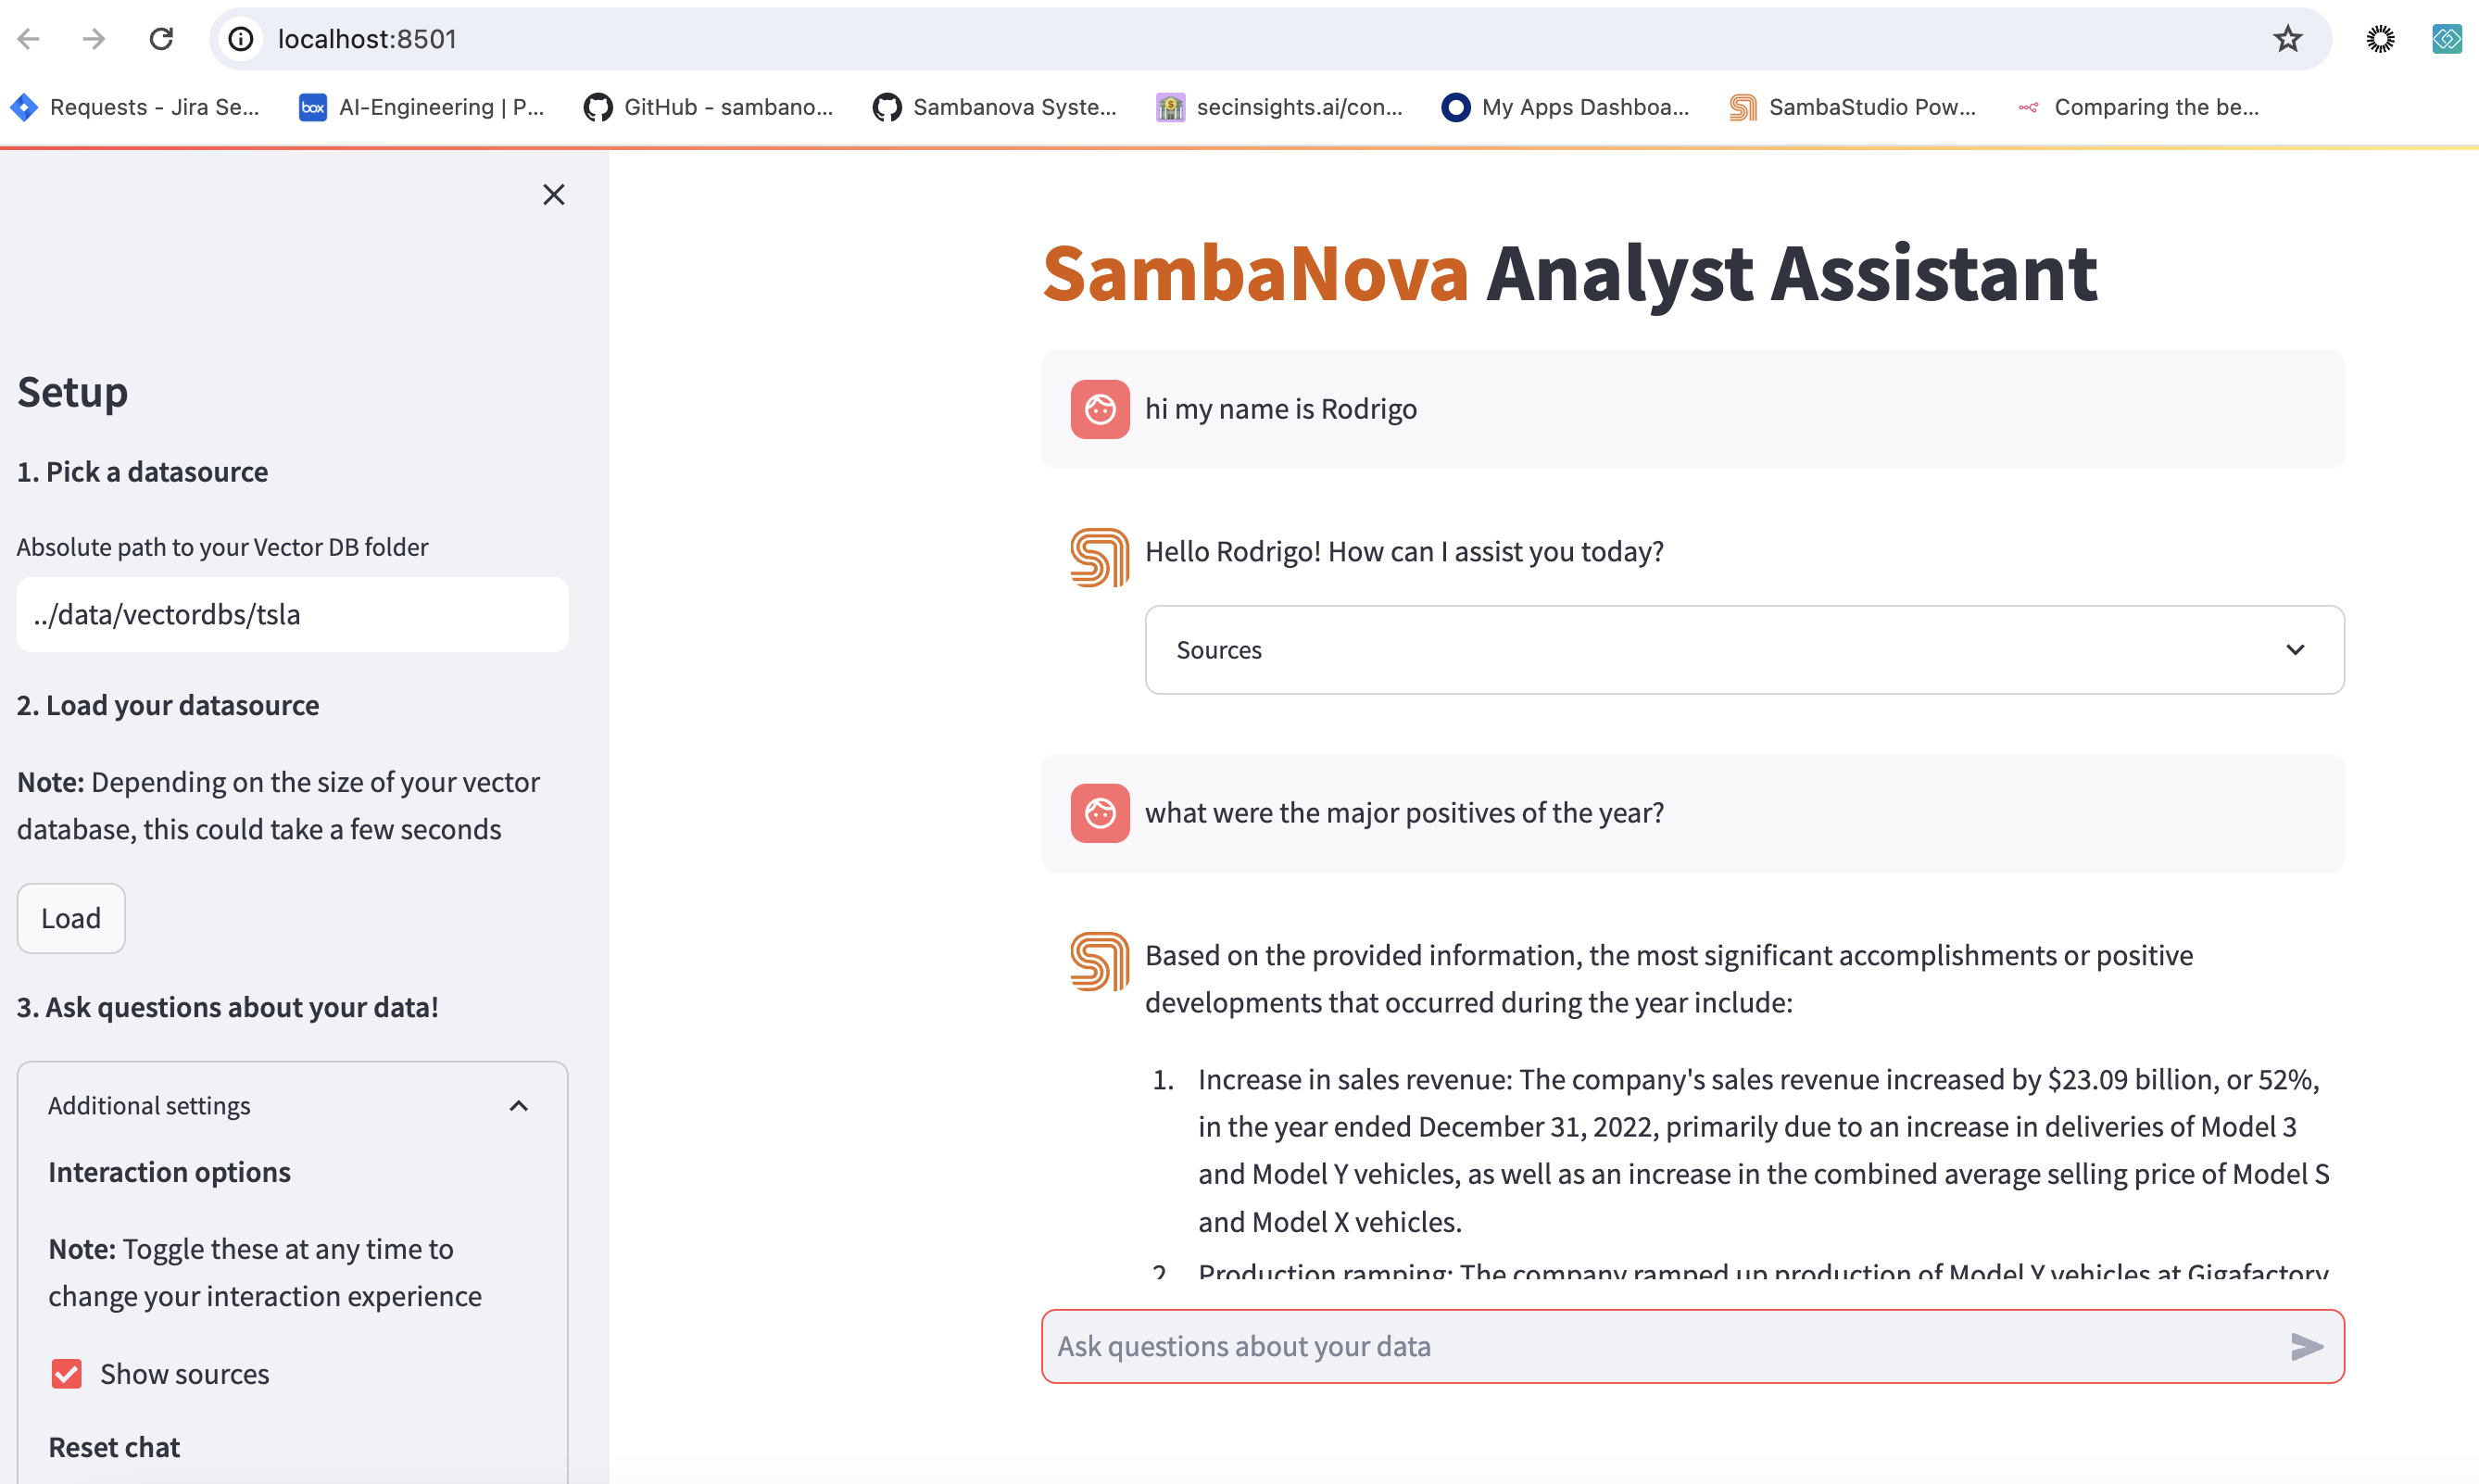 localhost:8501
Requests - Jira Se...
box
AI-Engineering | P...
GitHub - sambano...
Sambanova Syste...
secinsights.ai/con...
My Apps Dashboa...
SambaStudio Pow...
Comparing the be...
Setup
1. Pick a datasource
Absolute path to your Vector DB folder
../data/vectordbs/tsla
2. Load your datasource
Note: Depending on the size of your vector
database, this could take a few seconds
Load
3. Ask questions about your data!
Additional settings
Interaction options
Note: Toggle these at any time to
change your interaction experience
Show sources
Reset chat
SambaNova Analyst Assistant
hi my name is Rodrigo
Hello Rodrigo! How can I assist you today?
Sources
what were the major positives of the year?
Based on the provided information, the most significant accomplishments or positive
developments that occurred during the year include:
1. Increase in sales revenue: The company's sales revenue increased by $23.09 billion, or 52%,
in the year ended December 31, 2022, primarily due to an increase in deliveries of Model 3
and Model Y vehicles, as well as an increase in the combined average selling price of Model S
and Model X vehicles.
2. Production ramping: The company ramped up production of Model Y vehicles at Gigafactory
Ask questions about your data